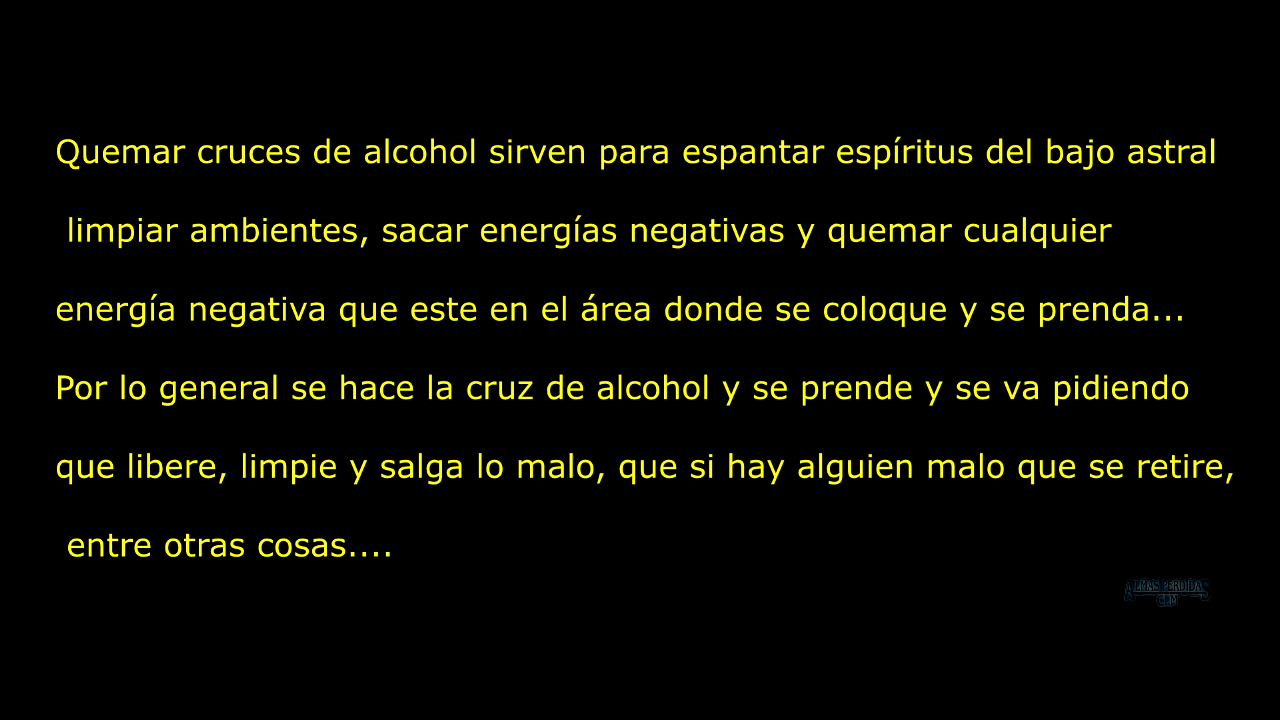 Quemar cruces de alcohol sirven para espantar espíritus del bajo astral
limpiar ambientes, sacar energías negativas y quemar cualquier
energía negativa que este en el área donde se coloque y se prenda...
Por lo general se hace la cruz de alcohol y se prende y se va pidiendo
que libere, limpie y salga lo malo, que si hay alguien malo que se retire,
entre otras cosas....
ALMAS PERDIDAS